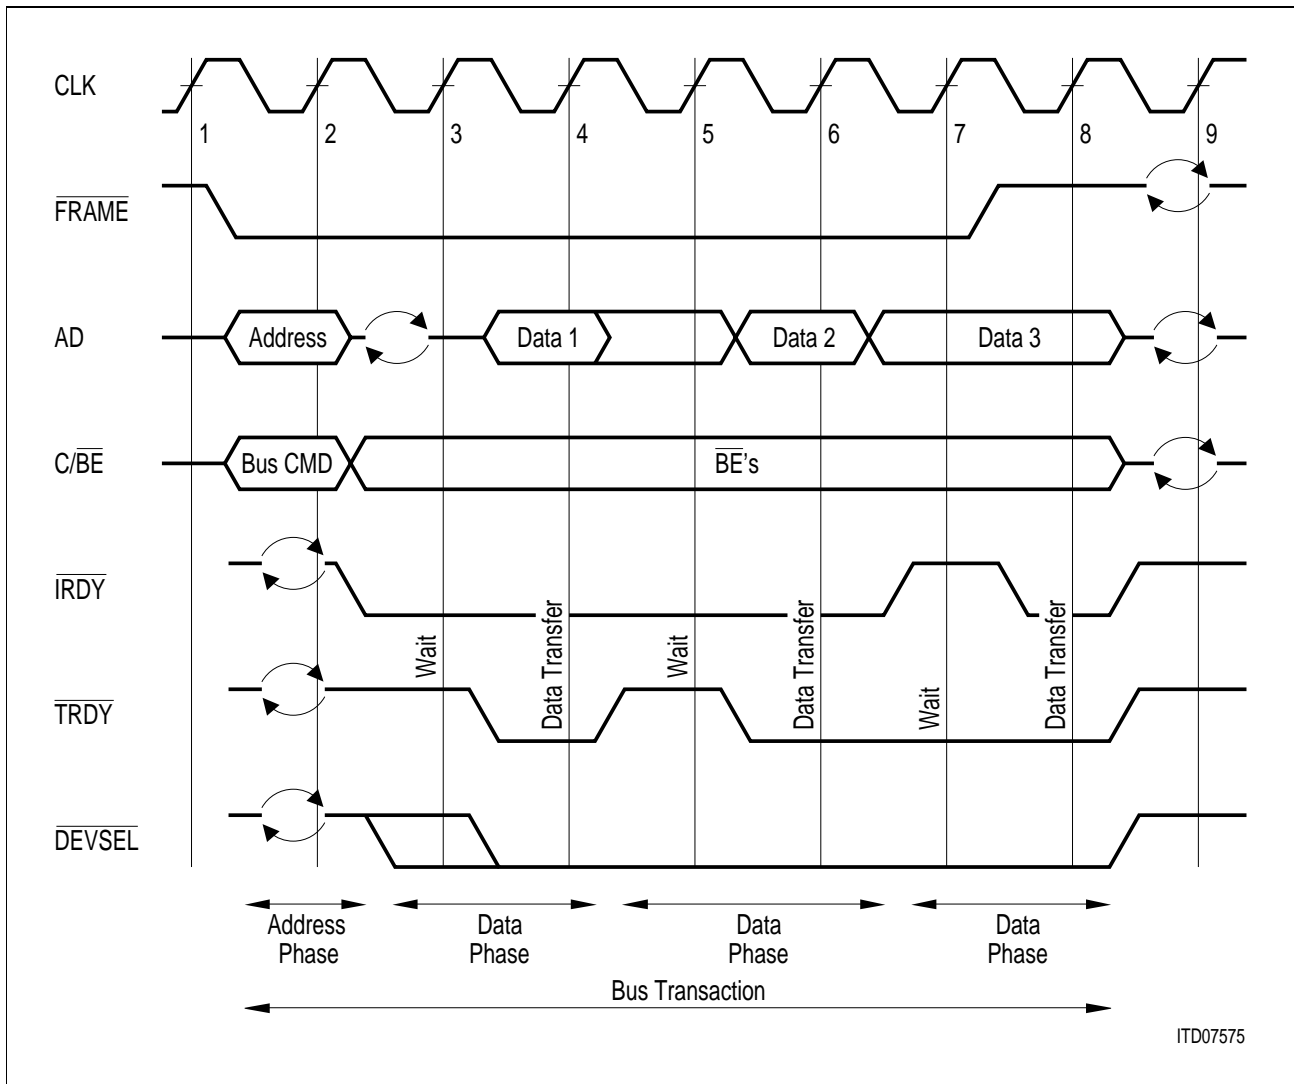 CLK
1 2 3 4 5 6 7 8 9
FRAME
AD Address Data 1 Data 2 Data 3
C/BE Bus CMD BE's
IRDY
Wait Data Transfer Wait Data Transfer Wait Data Transfer
TRDY
DEVSEL
Address Phase Data Phase Data Phase Data Phase
Bus Transaction
ITD07575